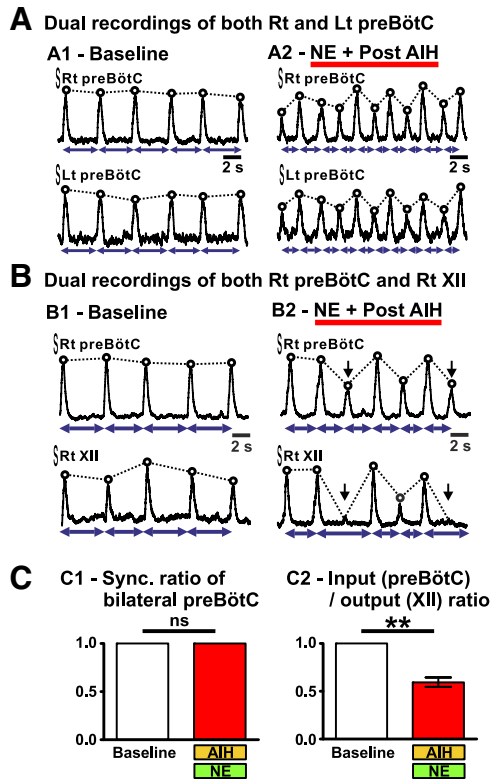 A Dual recordings of both Rt and Lt preBötC
A1 - Baseline
A2 - NE + Post AIH
∫Rt preBötC
∫Rt preBötC
2 s
2 s
∫Lt preBötC
∫Lt preBötC
B Dual recordings of both Rt preBötC and Rt XII
B1 - Baseline
B2 - NE + Post AIH
∫Rt preBötC
∫Rt preBötC
2 s
2 s
∫Rt XII
∫Rt XII
C C1 - Sync. ratio of
bilateral preBötC
C2 - Input (preBötC)
/ output (XII) ratio
ns
**
1.0
0.5
0.0
Baseline
AIH
NE
1.0
0.5
0.0
Baseline
AIH
NE